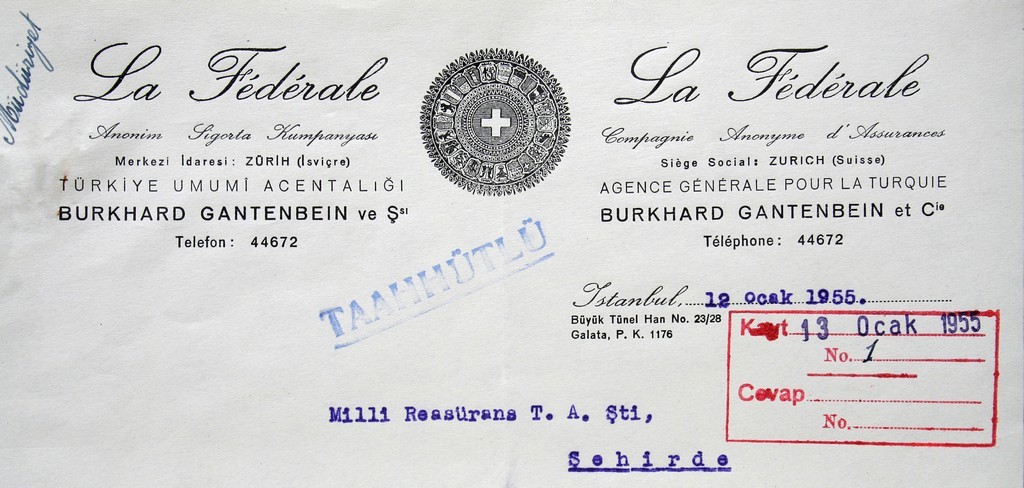 Müdüriyet
La Fédérale
Anonim Sigorta Kumpanyası
Merkezi İdaresi: ZÜRİH (İsviçre)
TÜRKİYE UMUMÎ ACENTALIĞI
BURKHARD GANTENBEIN ve Şsı
Telefon: 44672
La Fédérale
Compagnie Anonyme d'Assurances
Siège Social: ZURICH (Suisse)
AGENCE GÉNÉRALE POUR LA TURQUIE
BURKHARD GANTENBEIN et Cie
Téléphone: 44672
TAAHHÜTLÜ
Istanbul, 12 Ocak 1955.
Büyük Tünel Han No. 23/28
Galata, P. K. 1176
Kayt 13 Ocak 1955
No. 1
Cevap
No.
Milli Reasürans T. A. Şti,
Şehirde